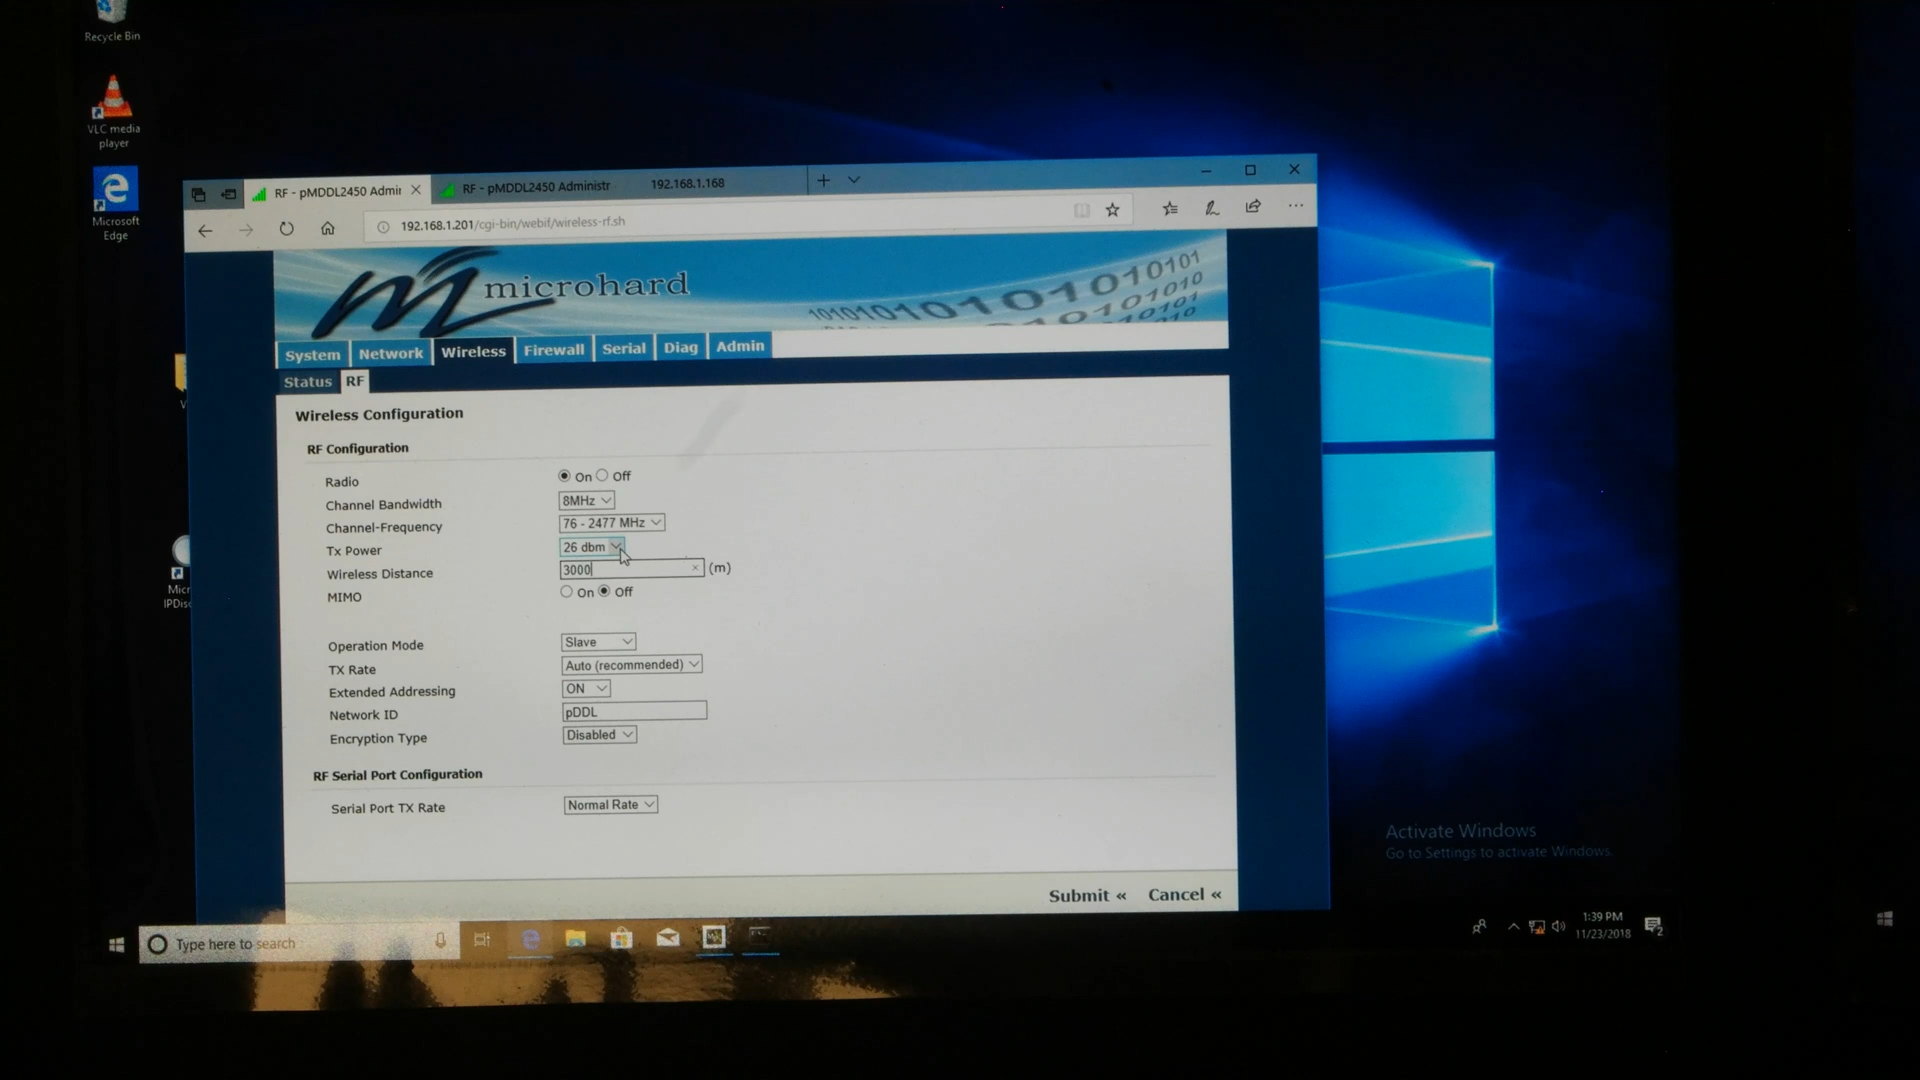 Recycle Bin
VLC media
player
Microsoft
Edge
RF - pMDDL2450 Admir
RF - pMDDL2450 Administr
192.168.1.168
192.168.1.201/cgi-bin/webif/wireless-rf.sh
microhard
System Network Wireless Firewall Serial Diag Admin
Status RF
Wireless Configuration
RF Configuration
Radio On Off
Channel Bandwidth 8MHz
Channel-Frequency 76 - 2477 MHz
Tx Power 26 dbm
Wireless Distance 3000 (m)
MIMO On Off
Operation Mode Slave
TX Rate Auto (recommended)
Extended Addressing ON
Network ID pDDL
Encryption Type Disabled
RF Serial Port Configuration
Serial Port TX Rate Normal Rate
Submit « Cancel «
Micr
IPDisc
Activate Windows
Go to Settings to activate Windows.
Type here to search
1:39 PM
11/23/2018
2